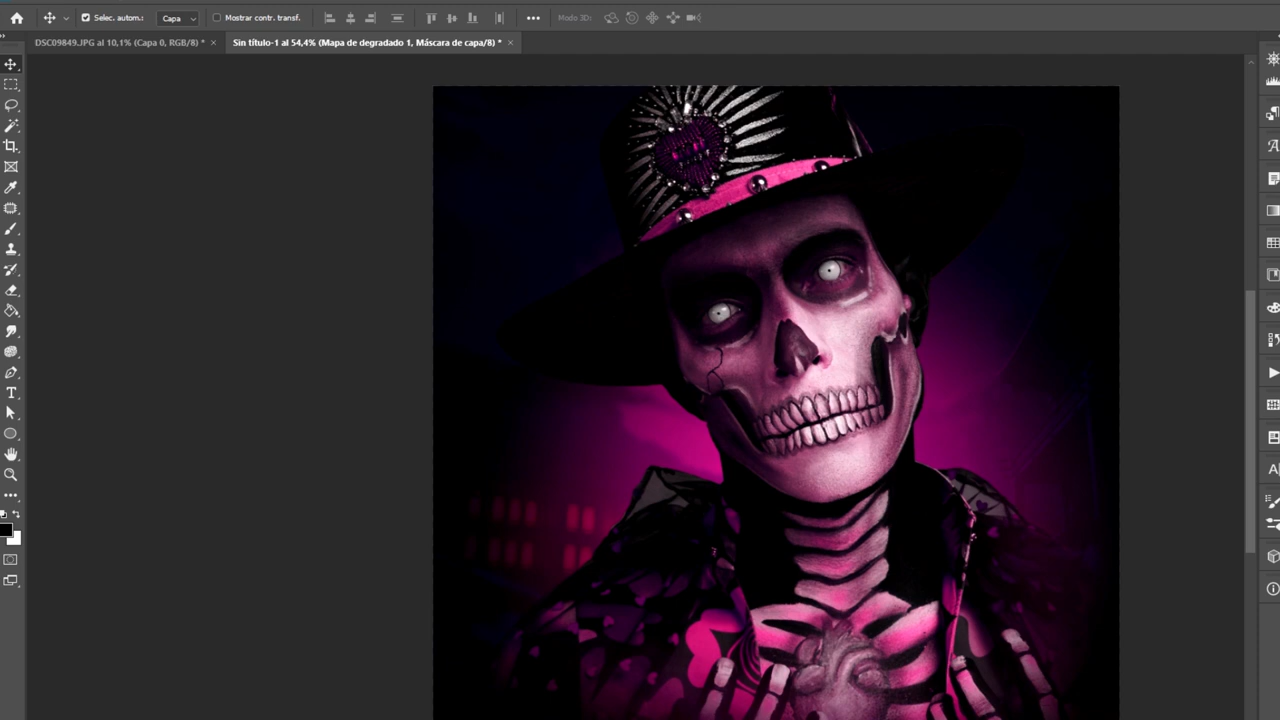 Selec. autom.: Capa Mostrar contr. transf. Modo 3D:
DSC09849.JPG al 10,1% (Capa 0, RGB/8) * Sin título-1 al 54,4% (Mapa de degradado 1, Máscara de capa/8) *